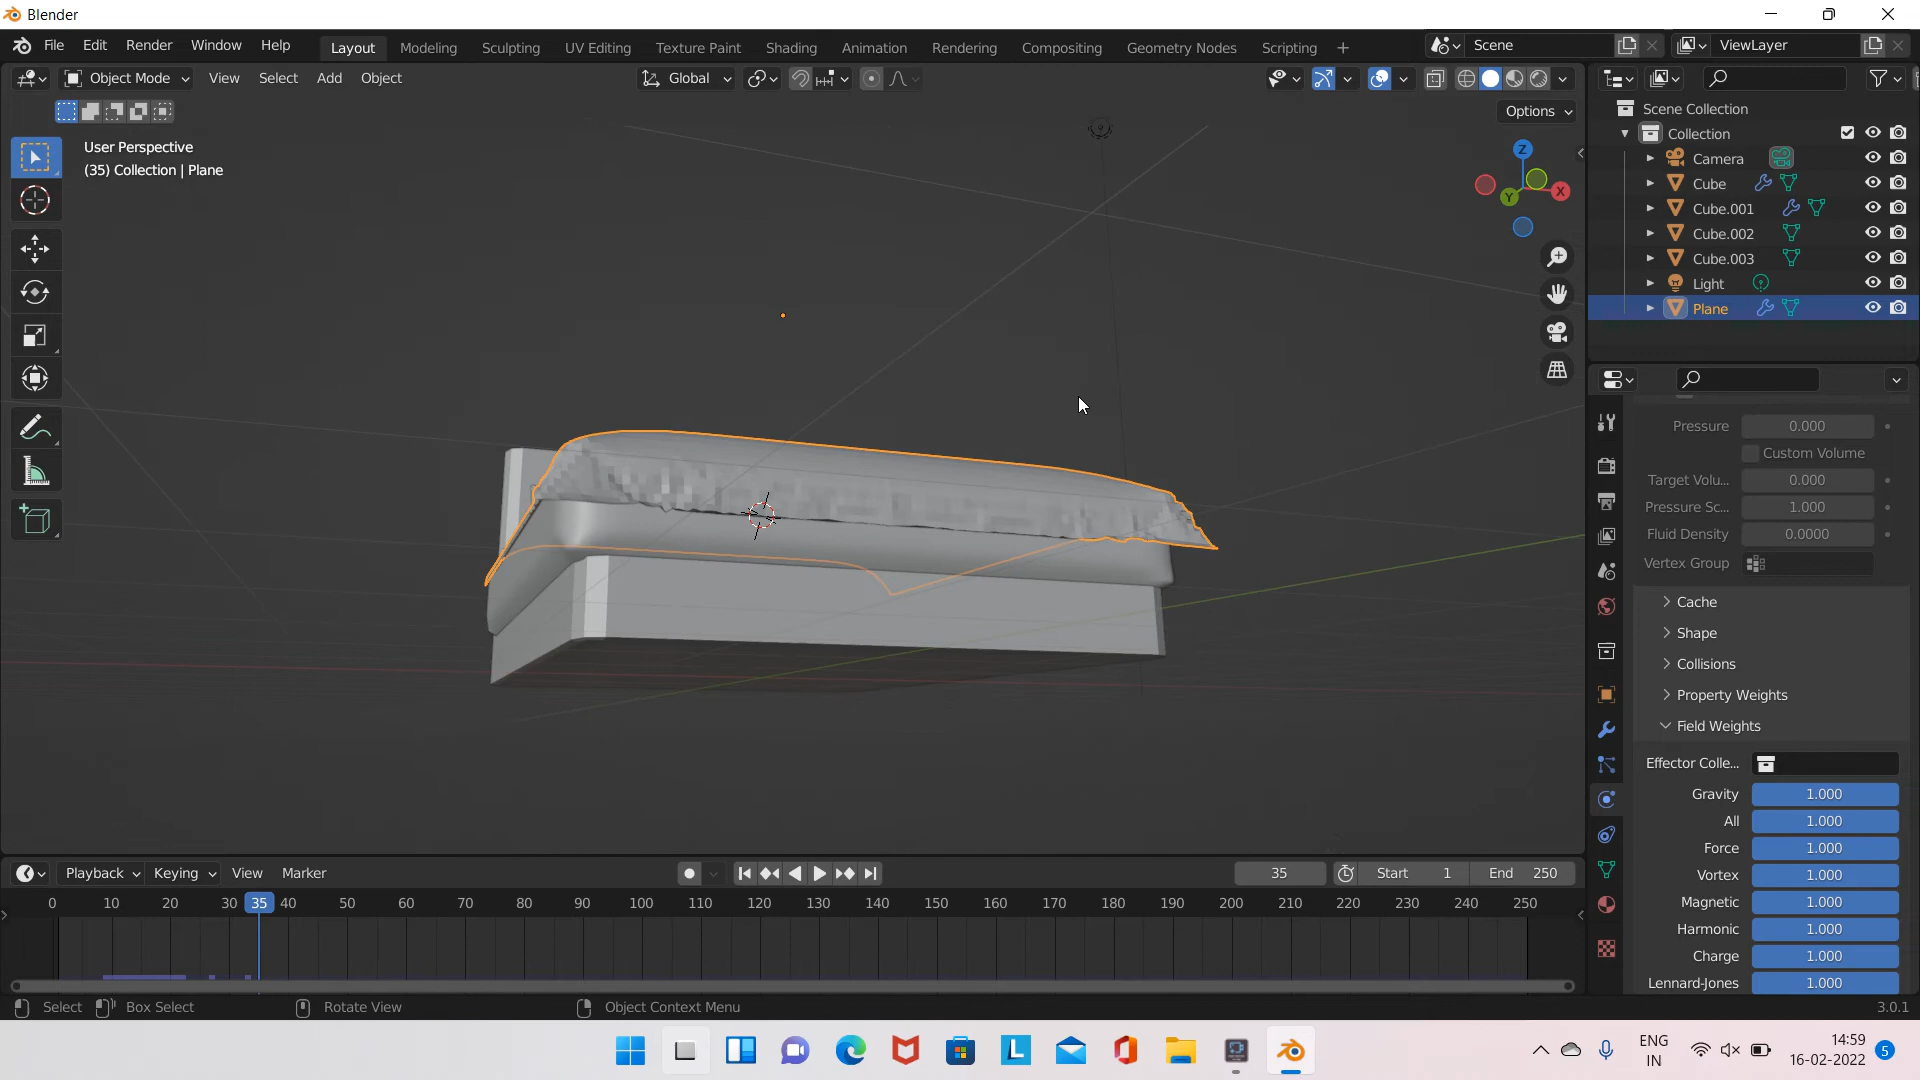 Blender
File Edit Render Window Help Layout Modeling Sculpting UV Editing Texture Paint Shading Animation Rendering Compositing Geometry Nodes Scripting + Scene ViewLayer
Object Mode View Select Add Object Global
Options
User Perspective
(35) Collection | Plane
Z
X
Y
Scene Collection
Collection
Camera
Cube
Cube.001
Cube.002
Cube.003
Light
Plane
Pressure 0.000
Custom Volume
Target Volu... 0.000
Pressure Sc... 1.000
Fluid Density 0.0000
Vertex Group
Cache
Shape
Collisions
Property Weights
Field Weights
Effector Colle...
Gravity 1.000
All 1.000
Force 1.000
Vortex 1.000
Magnetic 1.000
Harmonic 1.000
Charge 1.000
Lennard-Jones 1.000
Playback Keying View Marker 35 Start 1 End 250
0 10 20 30 35 40 50 60 70 80 90 100 110 120 130 140 150 160 170 180 190 200 210 220 230 240 250
Select Box Select Rotate View Object Context Menu 3.0.1
ENG
IN
14:59
16-02-2022
5